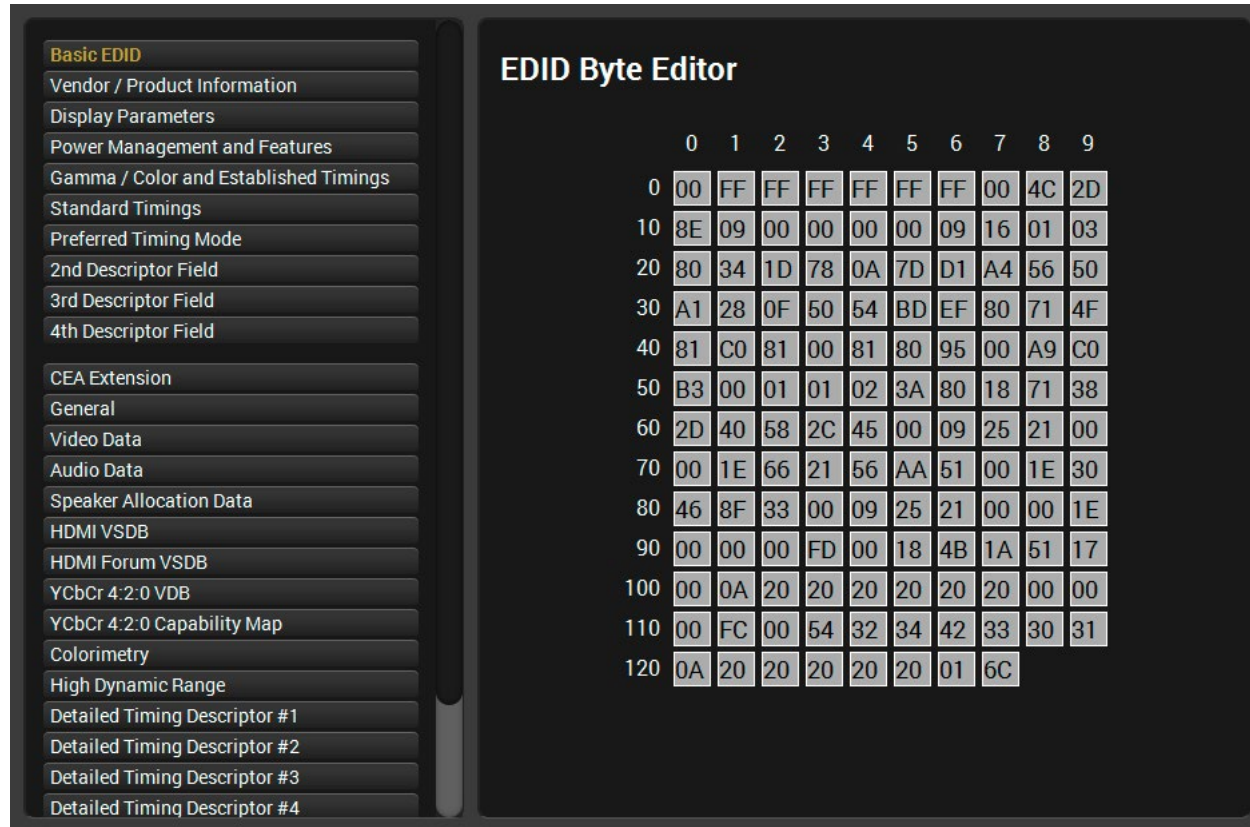 Basic EDID
Vendor / Product Information
Display Parameters
Power Management and Features
Gamma / Color and Established Timings
Standard Timings
Preferred Timing Mode
2nd Descriptor Field
3rd Descriptor Field
4th Descriptor Field
CEA Extension
General
Video Data
Audio Data
Speaker Allocation Data
HDMI VSDB
HDMI Forum VSDB
YCbCr 4:2:0 VDB
YCbCr 4:2:0 Capability Map
Colorimetry
High Dynamic Range
Detailed Timing Descriptor #1
Detailed Timing Descriptor #2
Detailed Timing Descriptor #3
Detailed Timing Descriptor #4
EDID Byte Editor
0 1 2 3 4 5 6 7 8 9
0 00 FF FF FF FF FF FF 00 4C 2D
10 8E 09 00 00 00 00 09 16 01 03
20 80 34 1D 78 0A 7D D1 A4 56 50
30 A1 28 0F 50 54 BD EF 80 71 4F
40 81 C0 81 00 81 80 95 00 A9 C0
50 B3 00 01 01 02 3A 80 18 71 38
60 2D 40 58 2C 45 00 09 25 21 00
70 00 1E 66 21 56 AA 51 00 1E 30
80 46 8F 33 00 09 25 21 00 00 1E
90 00 00 00 FD 00 18 4B 1A 51 17
100 00 0A 20 20 20 20 20 20 00 00
110 00 FC 00 54 32 34 42 33 30 31
120 0A 20 20 20 20 20 01 6C